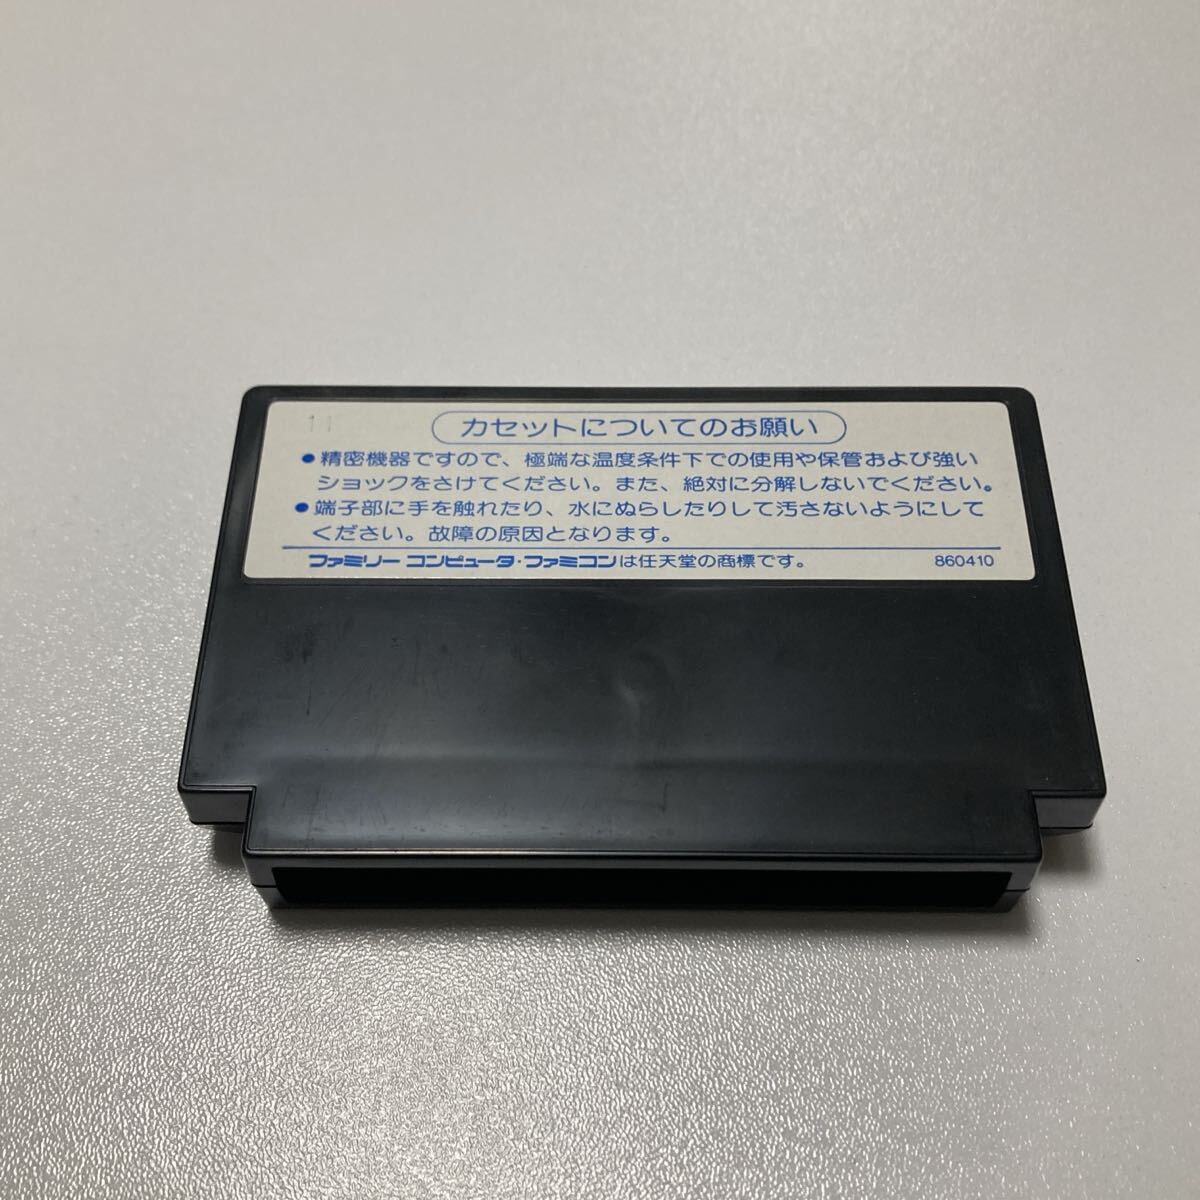 11
カセットについてのお願い
●精密機器ですので、極端な温度条件下での使用や保管および強い
ショックをさけてください。また、絶対に分解しないでください。
●端子部に手を触れたり、水にぬらしたりして汚さないようにして
ください。故障の原因となります。
ファミリーコンピュータ・ファミコンは任天堂の商標です。 860410